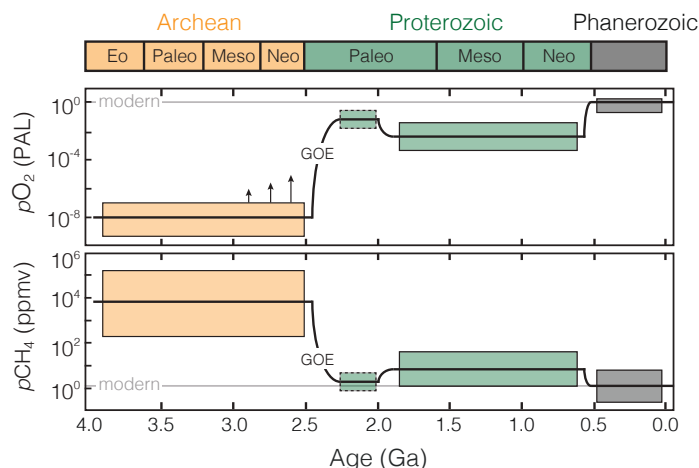 Archean Proterozoic Phanerozoic
Eo Paleo Meso Neo Paleo Meso Neo
10⁰ modern
pO₂ (PAL)
10⁻⁴
GOE
10⁻⁸
10⁶
pCH₄ (ppmv)
10⁴
10²
GOE
modern
10⁰
4.0 3.5 3.0 2.5 2.0 1.5 1.0 0.5 0.0
Age (Ga)